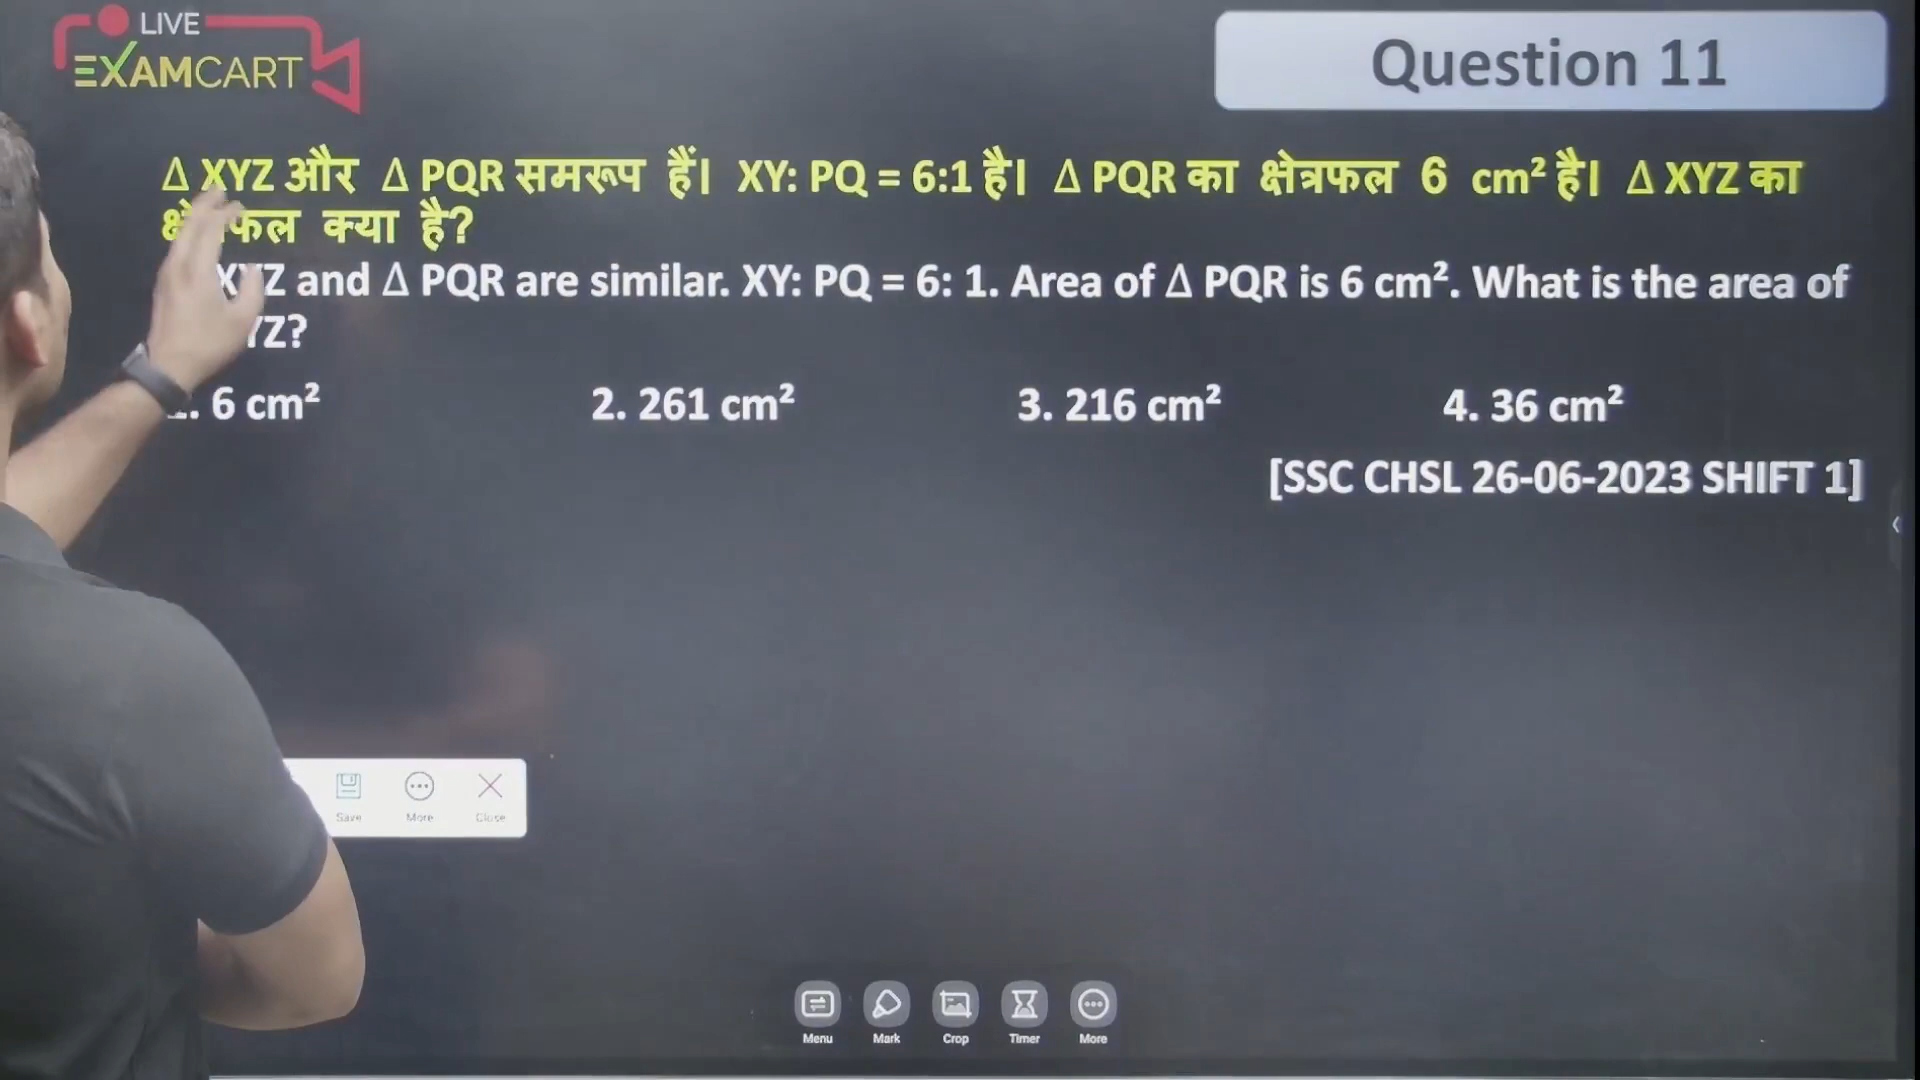 LIVE
EXAMCART
Question 11
Δ XYZ और Δ PQR समरूप हैं। XY: PQ = 6:1 है। Δ PQR का क्षेत्रफल 6 cm² है। Δ XYZ का
क्या है?
XYZ and Δ PQR are similar. XY: PQ = 6: 1. Area of Δ PQR is 6 cm². What is the area of
YZ?
6 cm² 2. 261 cm² 3. 216 cm² 4. 36 cm²
[SSC CHSL 26-06-2023 SHIFT 1]
Save More Close
Menu Mark Crop Timer More